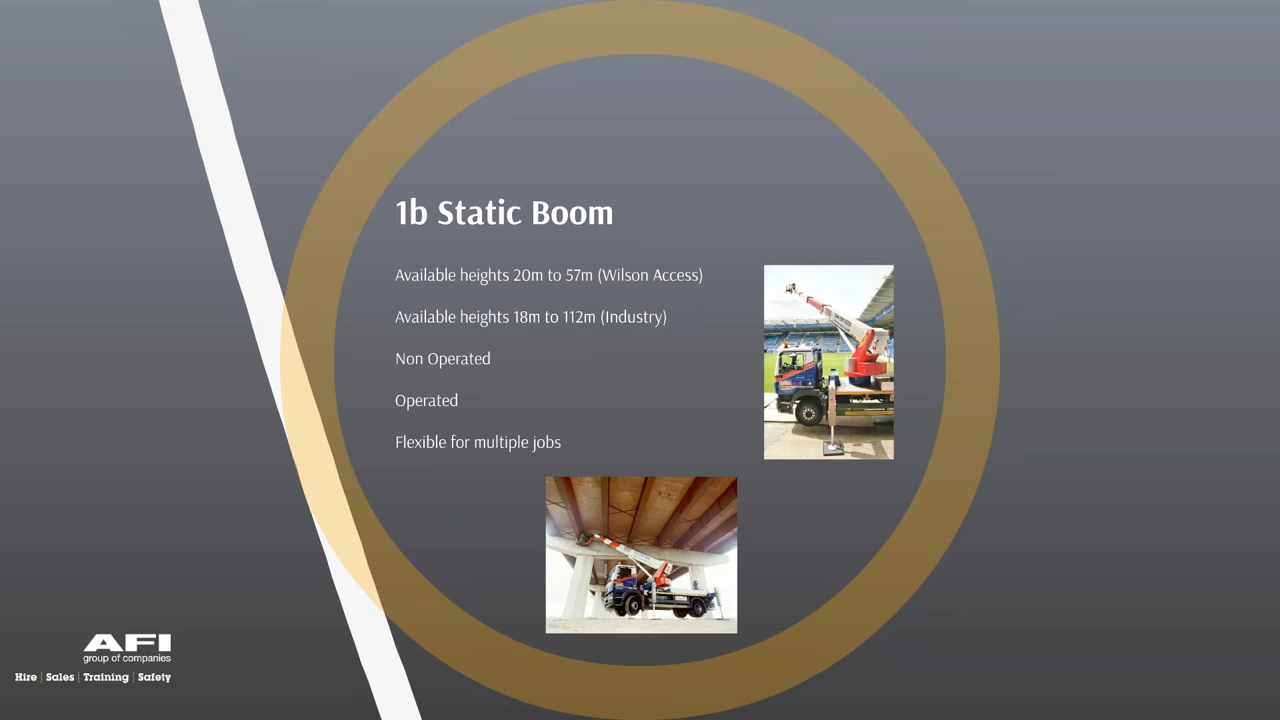 1b Static Boom
Available heights 20m to 57m (Wilson Access)
Available heights 18m to 112m (Industry)
Non Operated
Operated
Flexible for multiple jobs
AFI
group of companies
Hire | Sales | Training | Safety